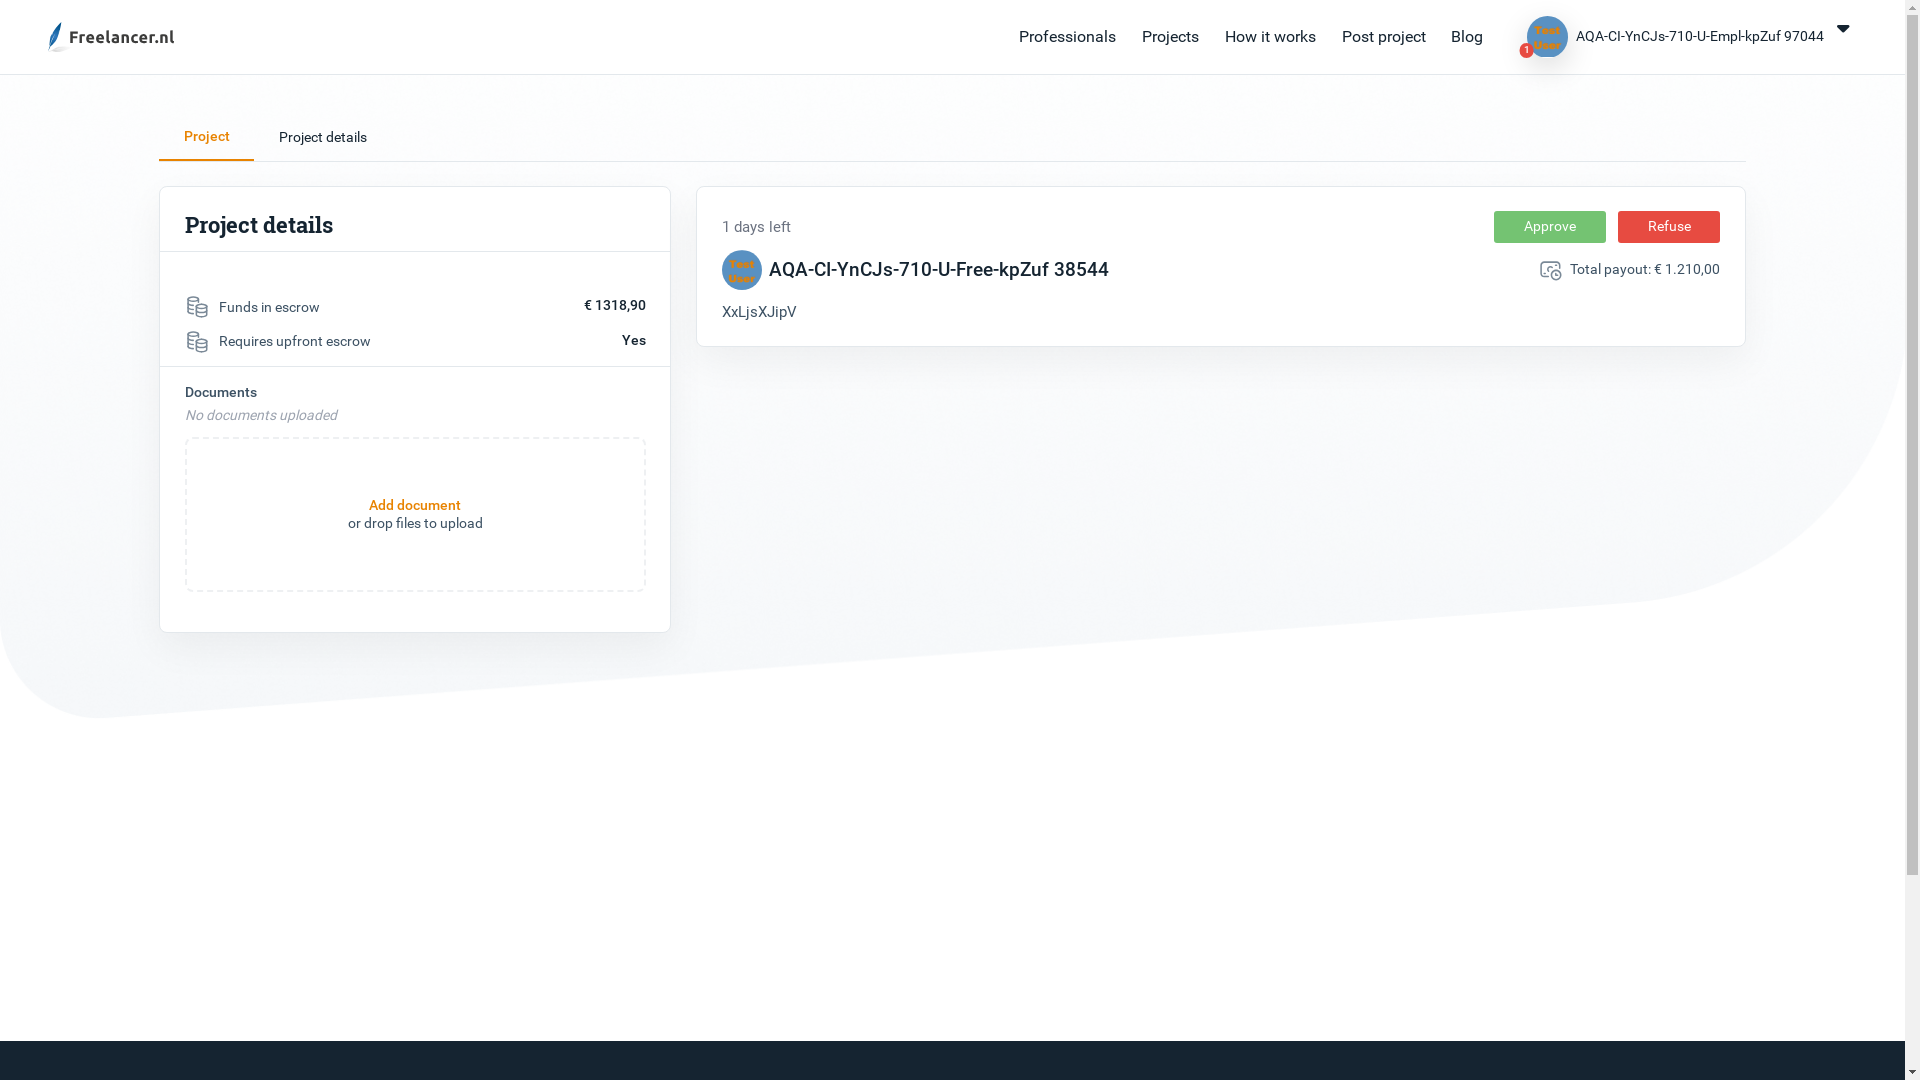 Freelancer.nl
Professionals
Projects
How it works
Post project
Blog
Test
User
1
AQA-CI-YnCJs-710-U-Empl-kpZuf 97044
Project
Project details
Project details
Funds in escrow
€ 1318,90
Requires upfront escrow
Yes
Documents
No documents uploaded
Add document
or drop files to upload
1 days left
Approve
Refuse
Test
User
AQA-CI-YnCJs-710-U-Free-kpZuf 38544
Total payout: € 1.210,00
XxLjsXJipV